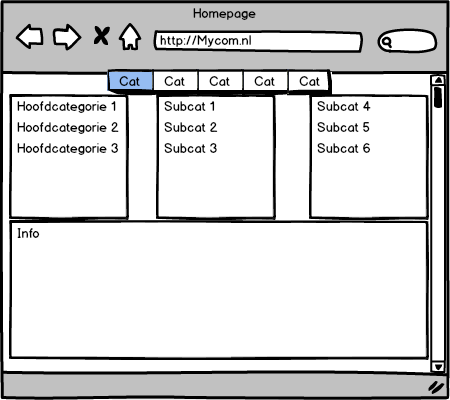 Homepage
http://Mycom.nl
Cat Cat Cat Cat Cat
Hoofdcategorie 1
Hoofdcategorie 2
Hoofdcategorie 3
Subcat 1
Subcat 2
Subcat 3
Subcat 4
Subcat 5
Subcat 6
Info